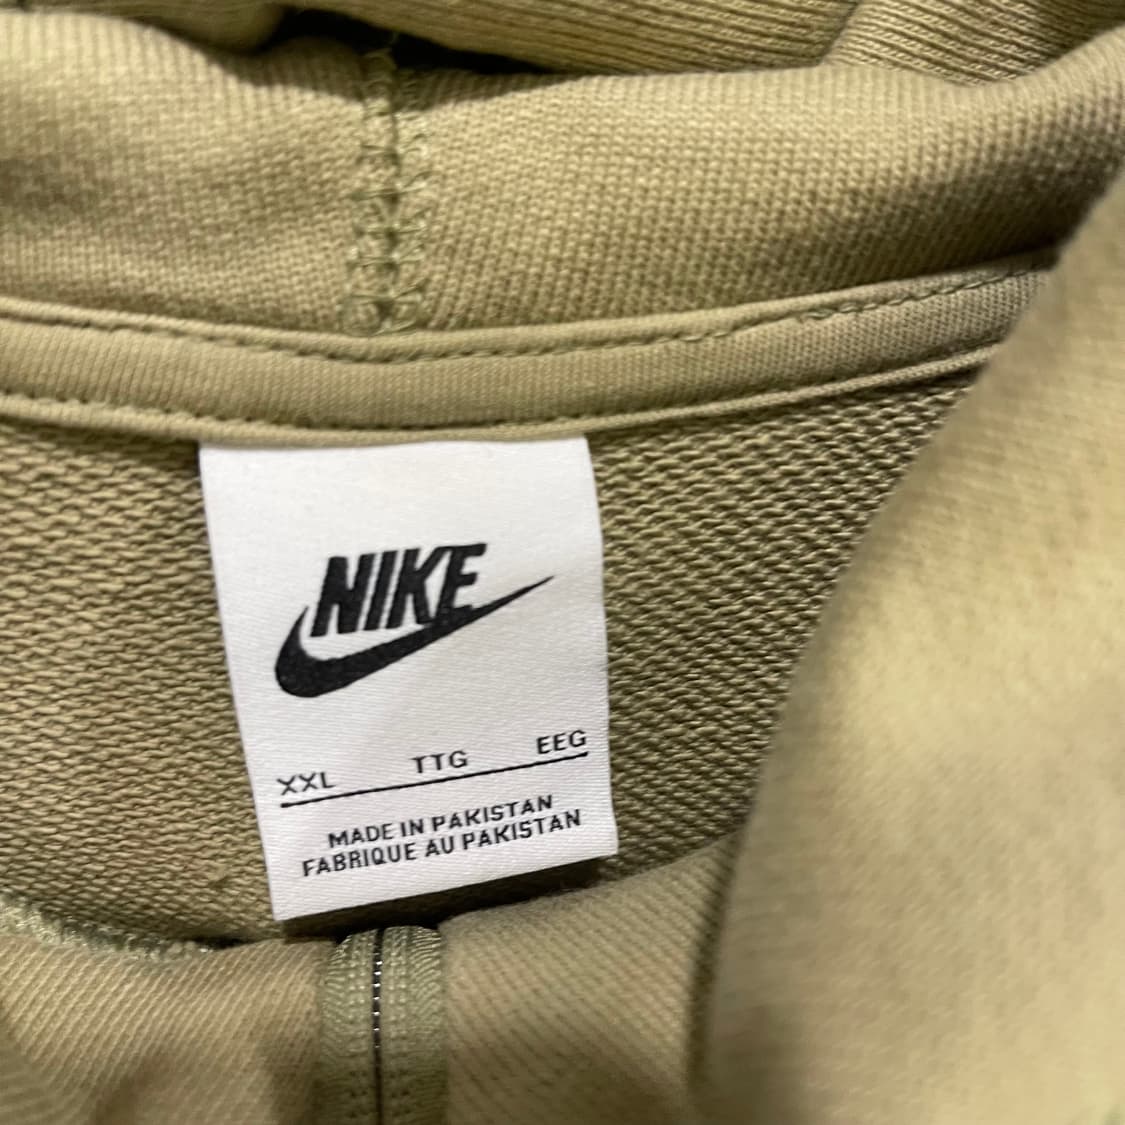 NIKE
XXL TTG EEG
MADE IN PAKISTAN
FABRIQUE AU PAKISTAN